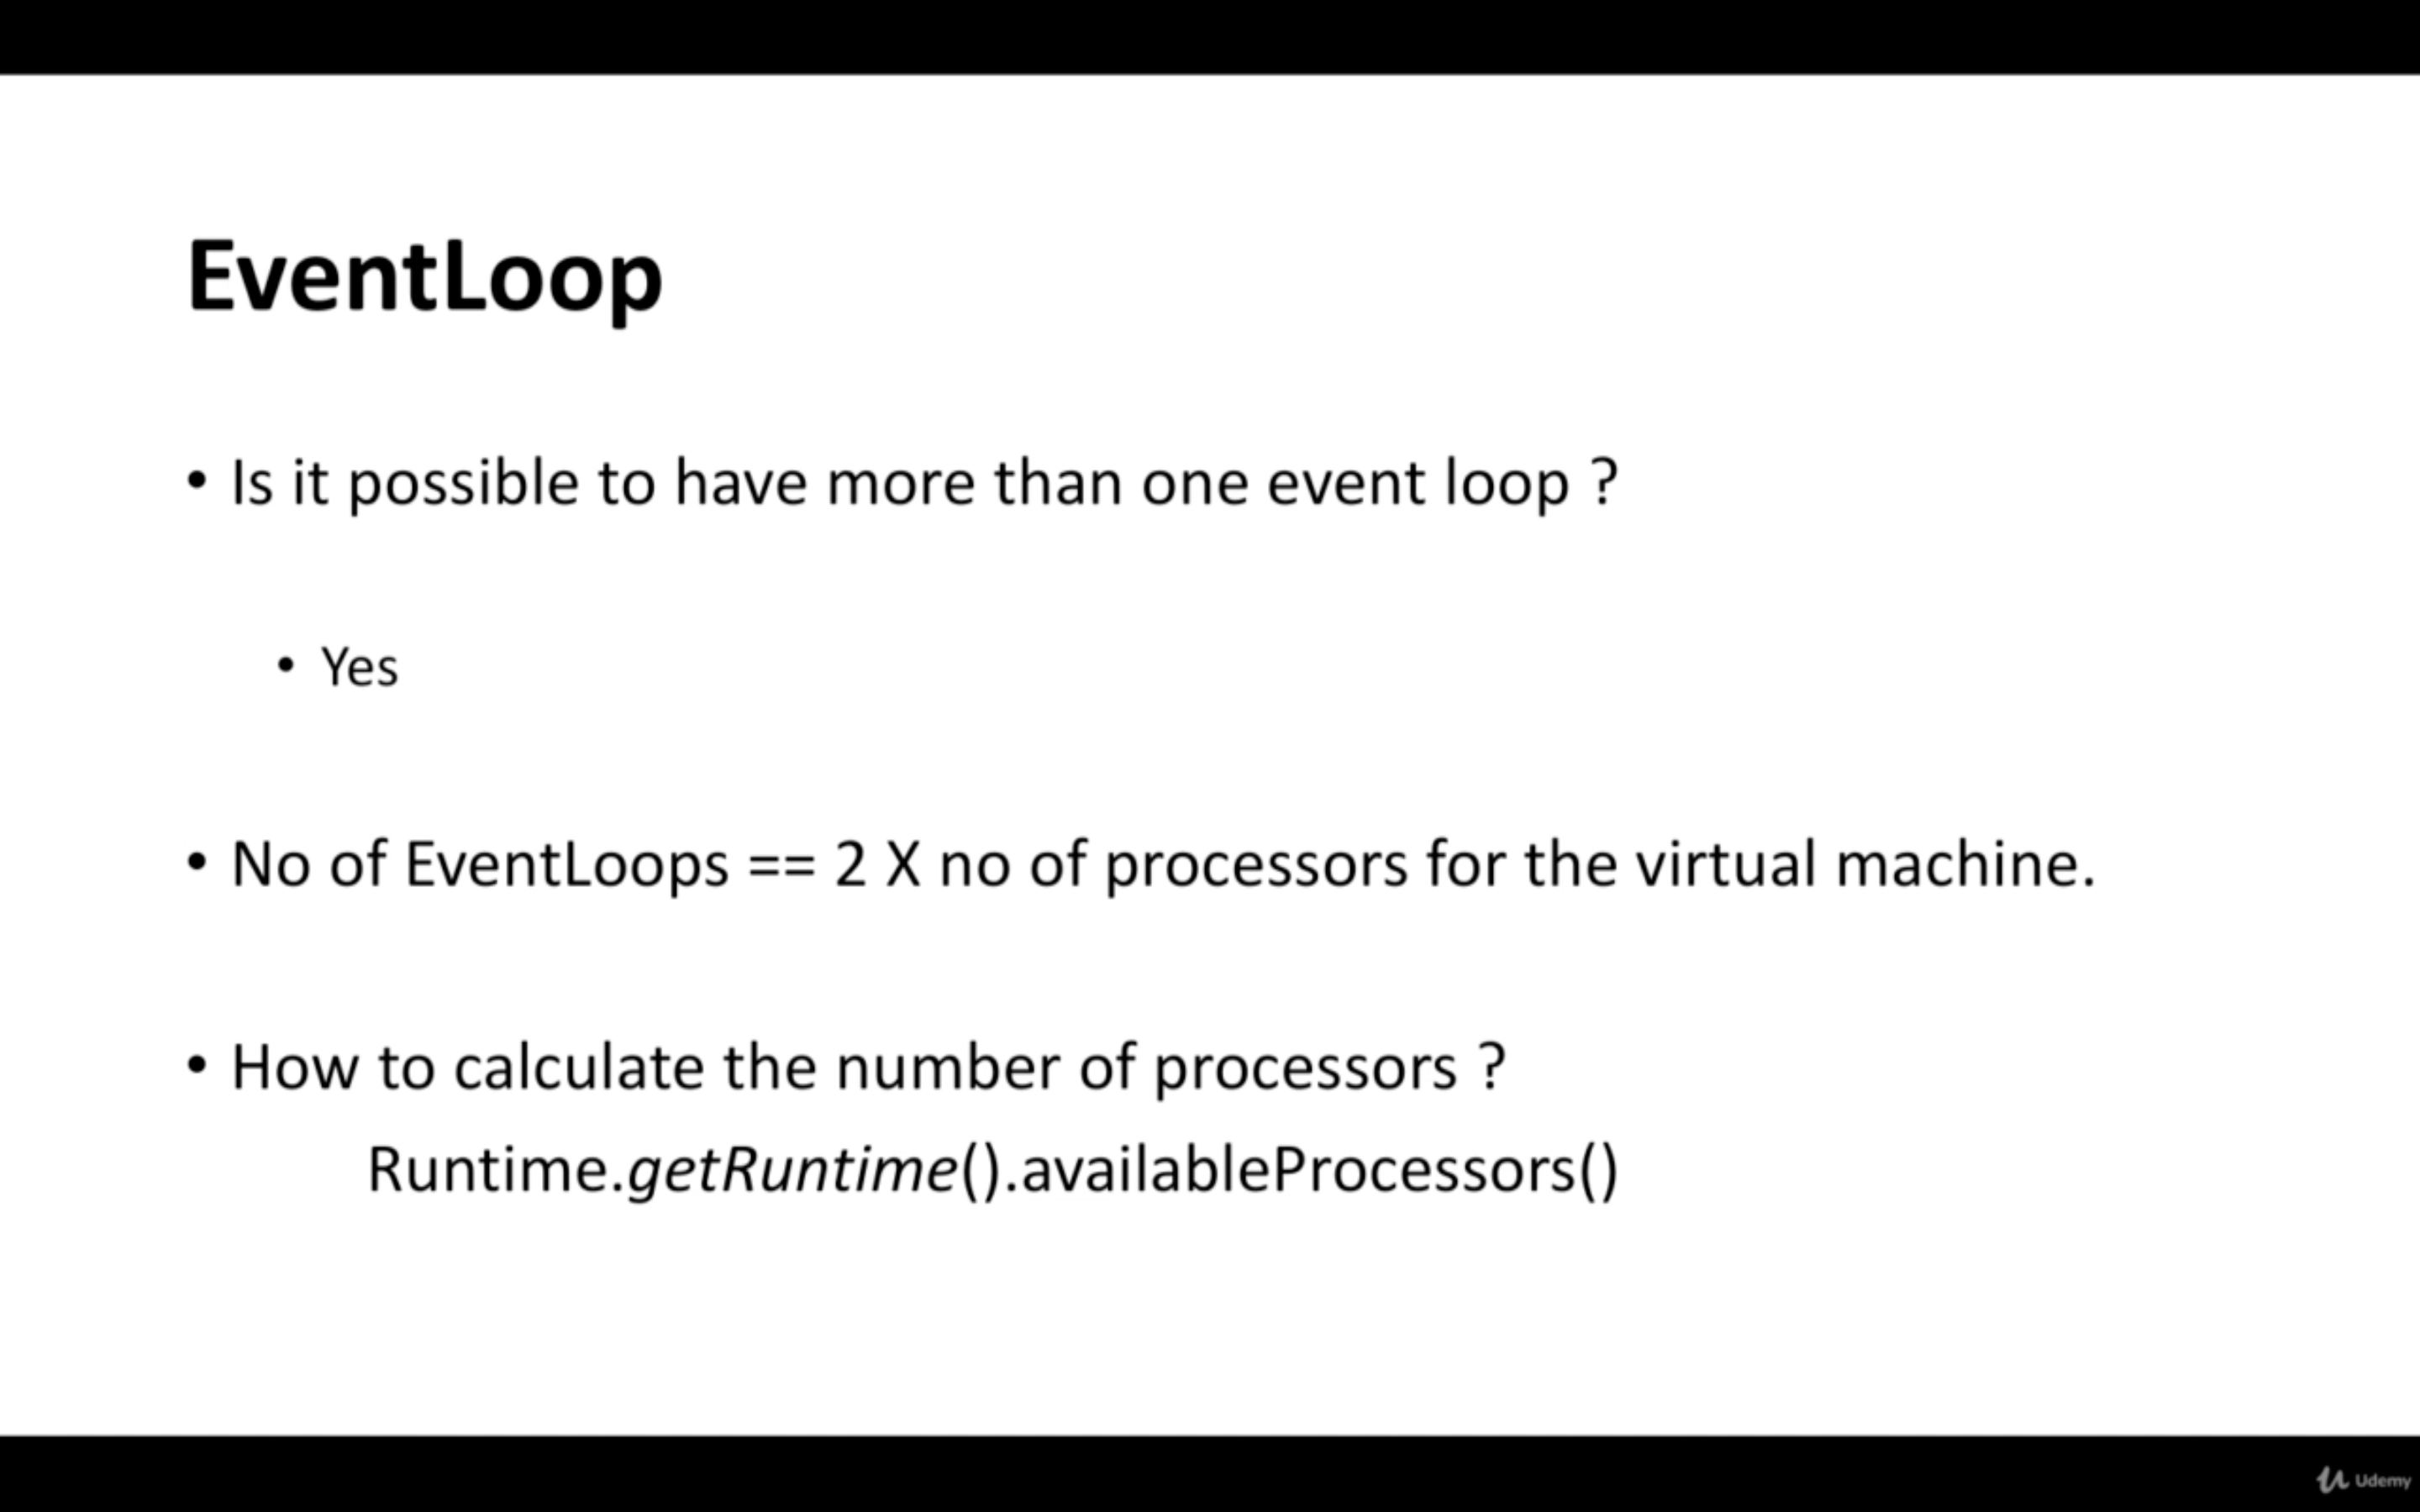 EventLoop
• Is it possible to have more than one event loop ?
• Yes
• No of EventLoops == 2 X no of processors for the virtual machine.
• How to calculate the number of processors ?
Runtime.getRuntime().availableProcessors()
Udemy